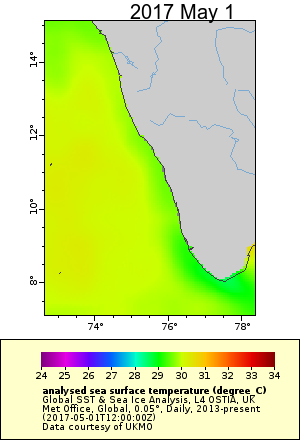 2017 May 1
14°
12°
10°
8°
74° 76° 78°
24 25 26 27 28 29 30 31 32 33 34
analysed sea surface temperature (degree_C)
Global SST & Sea Ice Analysis, L4 OSTIA, UK
Met Office, Global, 0.05°, Daily, 2013-present
(2017-05-01T12:00:00Z)
Data courtesy of UKMO